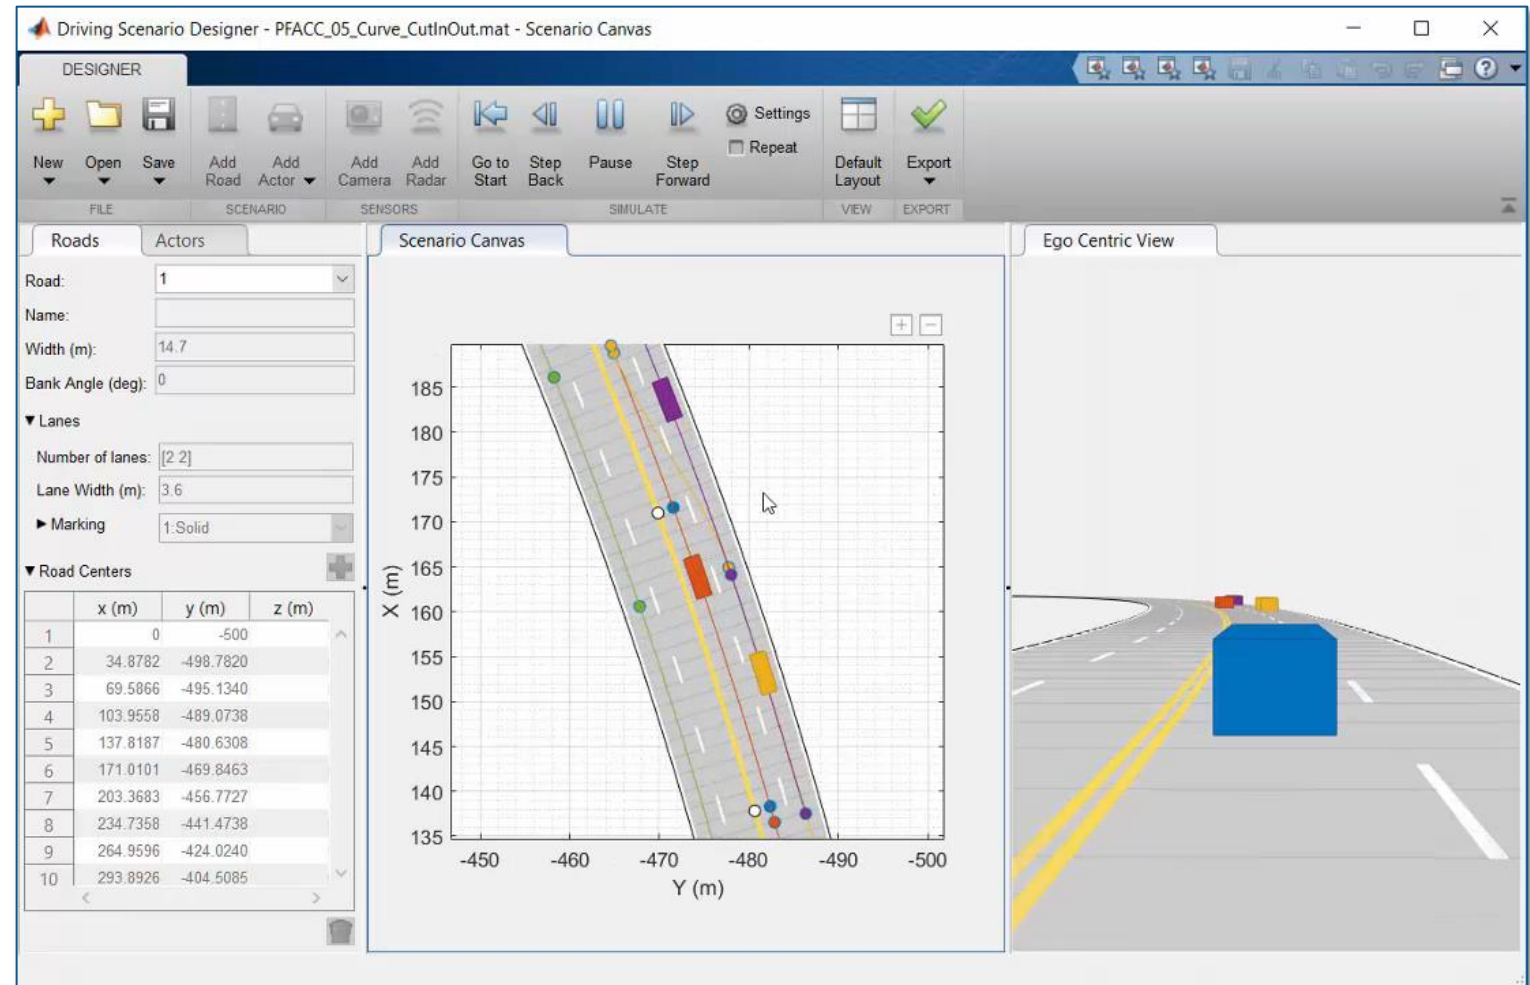 Driving Scenario Designer - PFACC_05_Curve_CutInOut.mat - Scenario Canvas
DESIGNER
New
Open
Save
Add Road
Add Actor
Add Camera
Add Radar
Go to Start
Step Back
Pause
Step Forward
Settings
Repeat
Default Layout
Export
FILE
SCENARIO
SENSORS
SIMULATE
VIEW
EXPORT
Roads
Actors
Road: 1
Name:
Width (m): 14.7
Bank Angle (deg): 0
▼ Lanes
Number of lanes: [2 2]
Lane Width (m): 3.6
▶ Marking 1:Solid
▼ Road Centers
x (m) y (m) z (m)
1 0 -500
2 34.8782 -498.7820
3 69.5866 -495.1340
4 103.9558 -489.0738
5 137.8187 -480.6308
6 171.0101 -469.8463
7 203.3683 -456.7727
8 234.7358 -441.4738
9 264.9596 -424.0240
10 293.8926 -404.5085
Scenario Canvas
185
180
175
170
165
160
155
150
145
140
135
X (m)
-450 -460 -470 -480 -490 -500
Y (m)
Ego Centric View